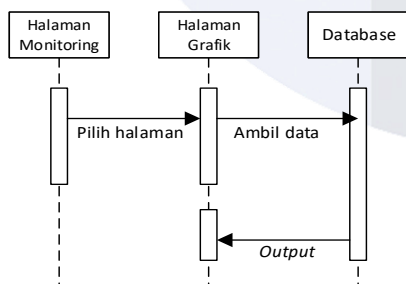 Halaman
Monitoring
Halaman
Grafik
Database
Pilih halaman
Ambil data
Output